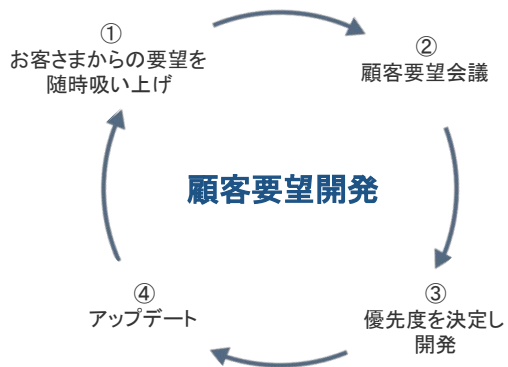 ①
お客さまからの要望を
随時吸い上げ
②
顧客要望会議
顧客要望開発
③
優先度を決定し
開発
④
アップデート